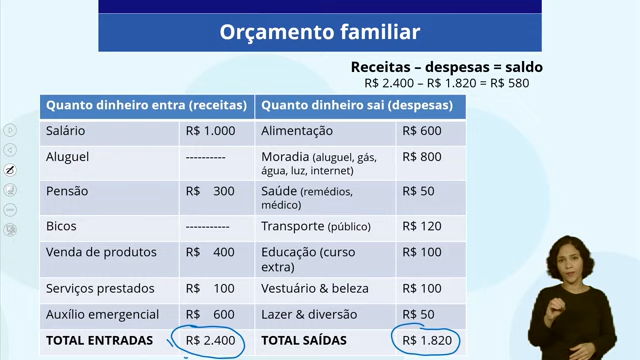 Orçamento familiar
Receitas – despesas = saldo
R$ 2.400 – R$ 1.820 = R$ 580
Quanto dinheiro entra (receitas) Quanto dinheiro sai (despesas)
Salário R$ 1.000 Alimentação R$ 600
Aluguel ---------- Moradia (aluguel, gás, R$ 800
água, luz, internet)
Pensão R$ 300 Saúde (remédios, R$ 50
médico)
Bicos ----------- Transporte (público) R$ 120
Venda de produtos R$ 400 Educação (curso R$ 100
extra)
Serviços prestados R$ 100 Vestuário & beleza R$ 100
Auxílio emergencial R$ 600 Lazer & diversão R$ 50
TOTAL ENTRADAS R$ 2.400 TOTAL SAÍDAS R$ 1.820